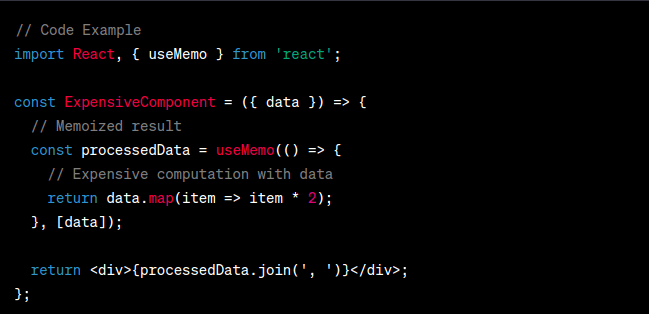 // Code Example
import React, { useMemo } from 'react';
const ExpensiveComponent = ({ data }) => {
// Memoized result
const processedData = useMemo(() => {
// Expensive computation with data
return data.map(item => item * 2);
}, [data]);
return <div>{processedData.join(', ')}</div>;
};